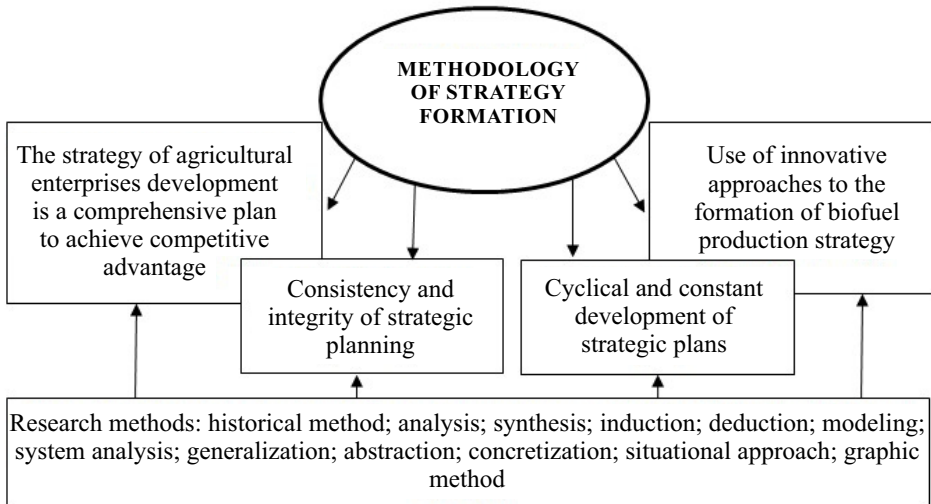 METHODOLOGY
OF STRATEGY
FORMATION
The strategy of agricultural
enterprises development
is a comprehensive plan
to achieve competitive
advantage
Use of innovative
approaches to the
formation of biofuel
production strategy
Consistency and
integrity of strategic
planning
Cyclical and constant
development of
strategic plans
Research methods: historical method; analysis; synthesis; induction; deduction; modeling;
system analysis; generalization; abstraction; concretization; situational approach; graphic
method